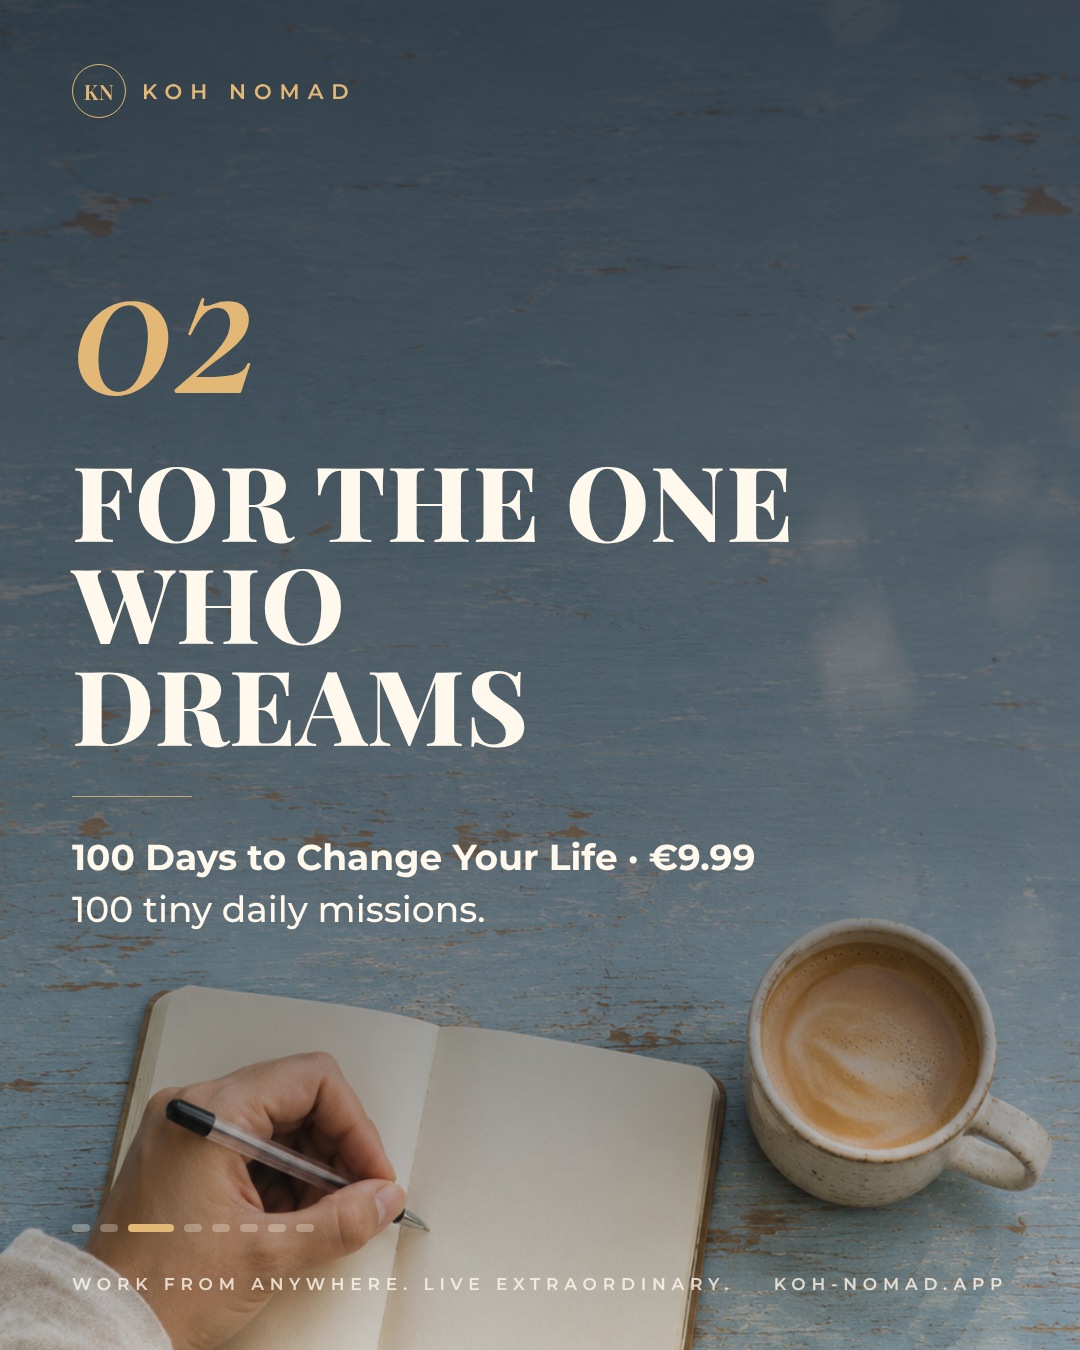 KN KOH NOMAD
02
FOR THE ONE
WHO
DREAMS
100 Days to Change Your Life · €9.99
100 tiny daily missions.
WORK FROM ANYWHERE. LIVE EXTRAORDINARY. KOH-NOMAD.APP